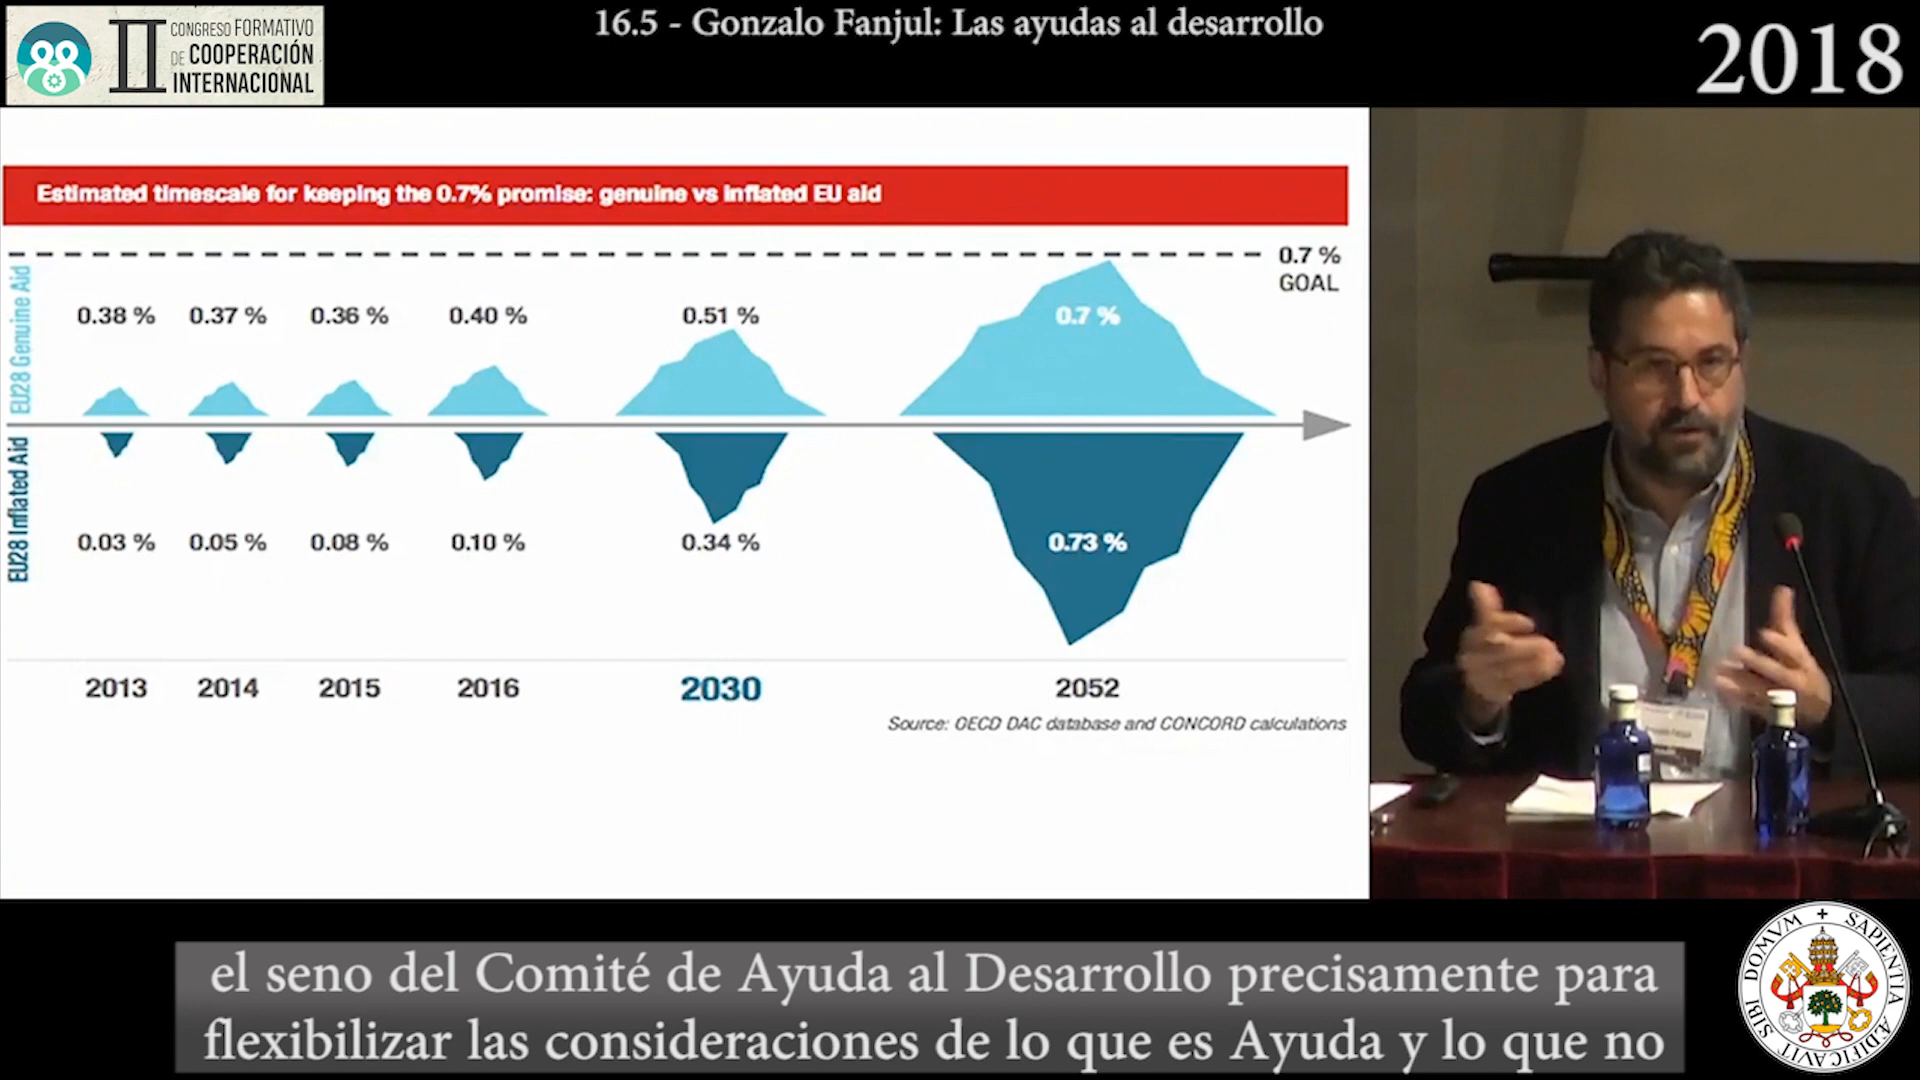 16.5 - Gonzalo Fanjul: Las ayudas al desarrollo
2018
II
CONGRESO FORMATIVO
DE COOPERACIÓN
INTERNACIONAL
Estimated timescale for keeping the 0.7% promise: genuine vs inflated EU aid
0.7 %
GOAL
EU28 Genuine Aid
0.38 % 0.37 % 0.36 % 0.40 % 0.51 % 0.7 %
EU28 Inflated Aid
0.03 % 0.05 % 0.08 % 0.10 % 0.34 % 0.73 %
2013 2014 2015 2016 2030 2052
Source: OECD DAC database and CONCORD calculations
el seno del Comité de Ayuda al Desarrollo precisamente para
flexibilizar las consideraciones de lo que es Ayuda y lo que no
SIBI DOMVM SAPIENTIA ÆDIFICAVIT